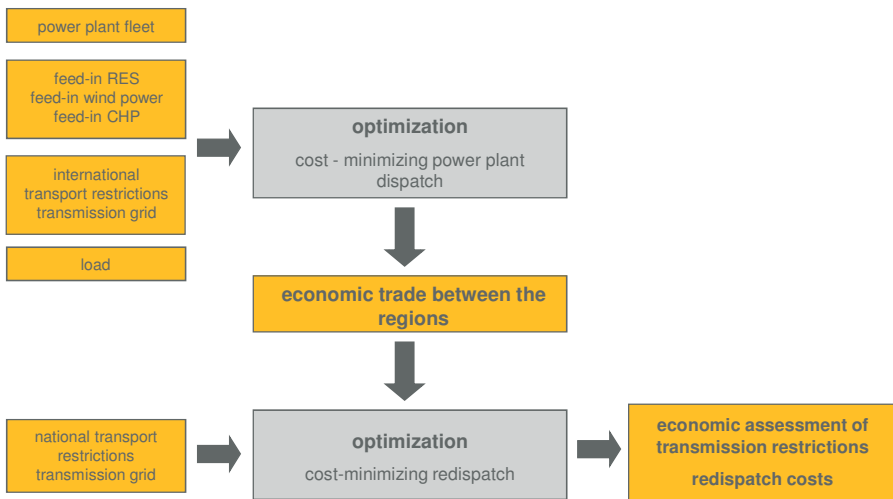 power plant fleet
feed-in RES
feed-in wind power
feed-in CHP
international
transport restrictions
transmission grid
load
optimization
cost - minimizing power plant
dispatch
economic trade between the
regions
national transport
restrictions
transmission grid
optimization
cost-minimizing redispatch
economic assessment of
transmission restrictions
redispatch costs